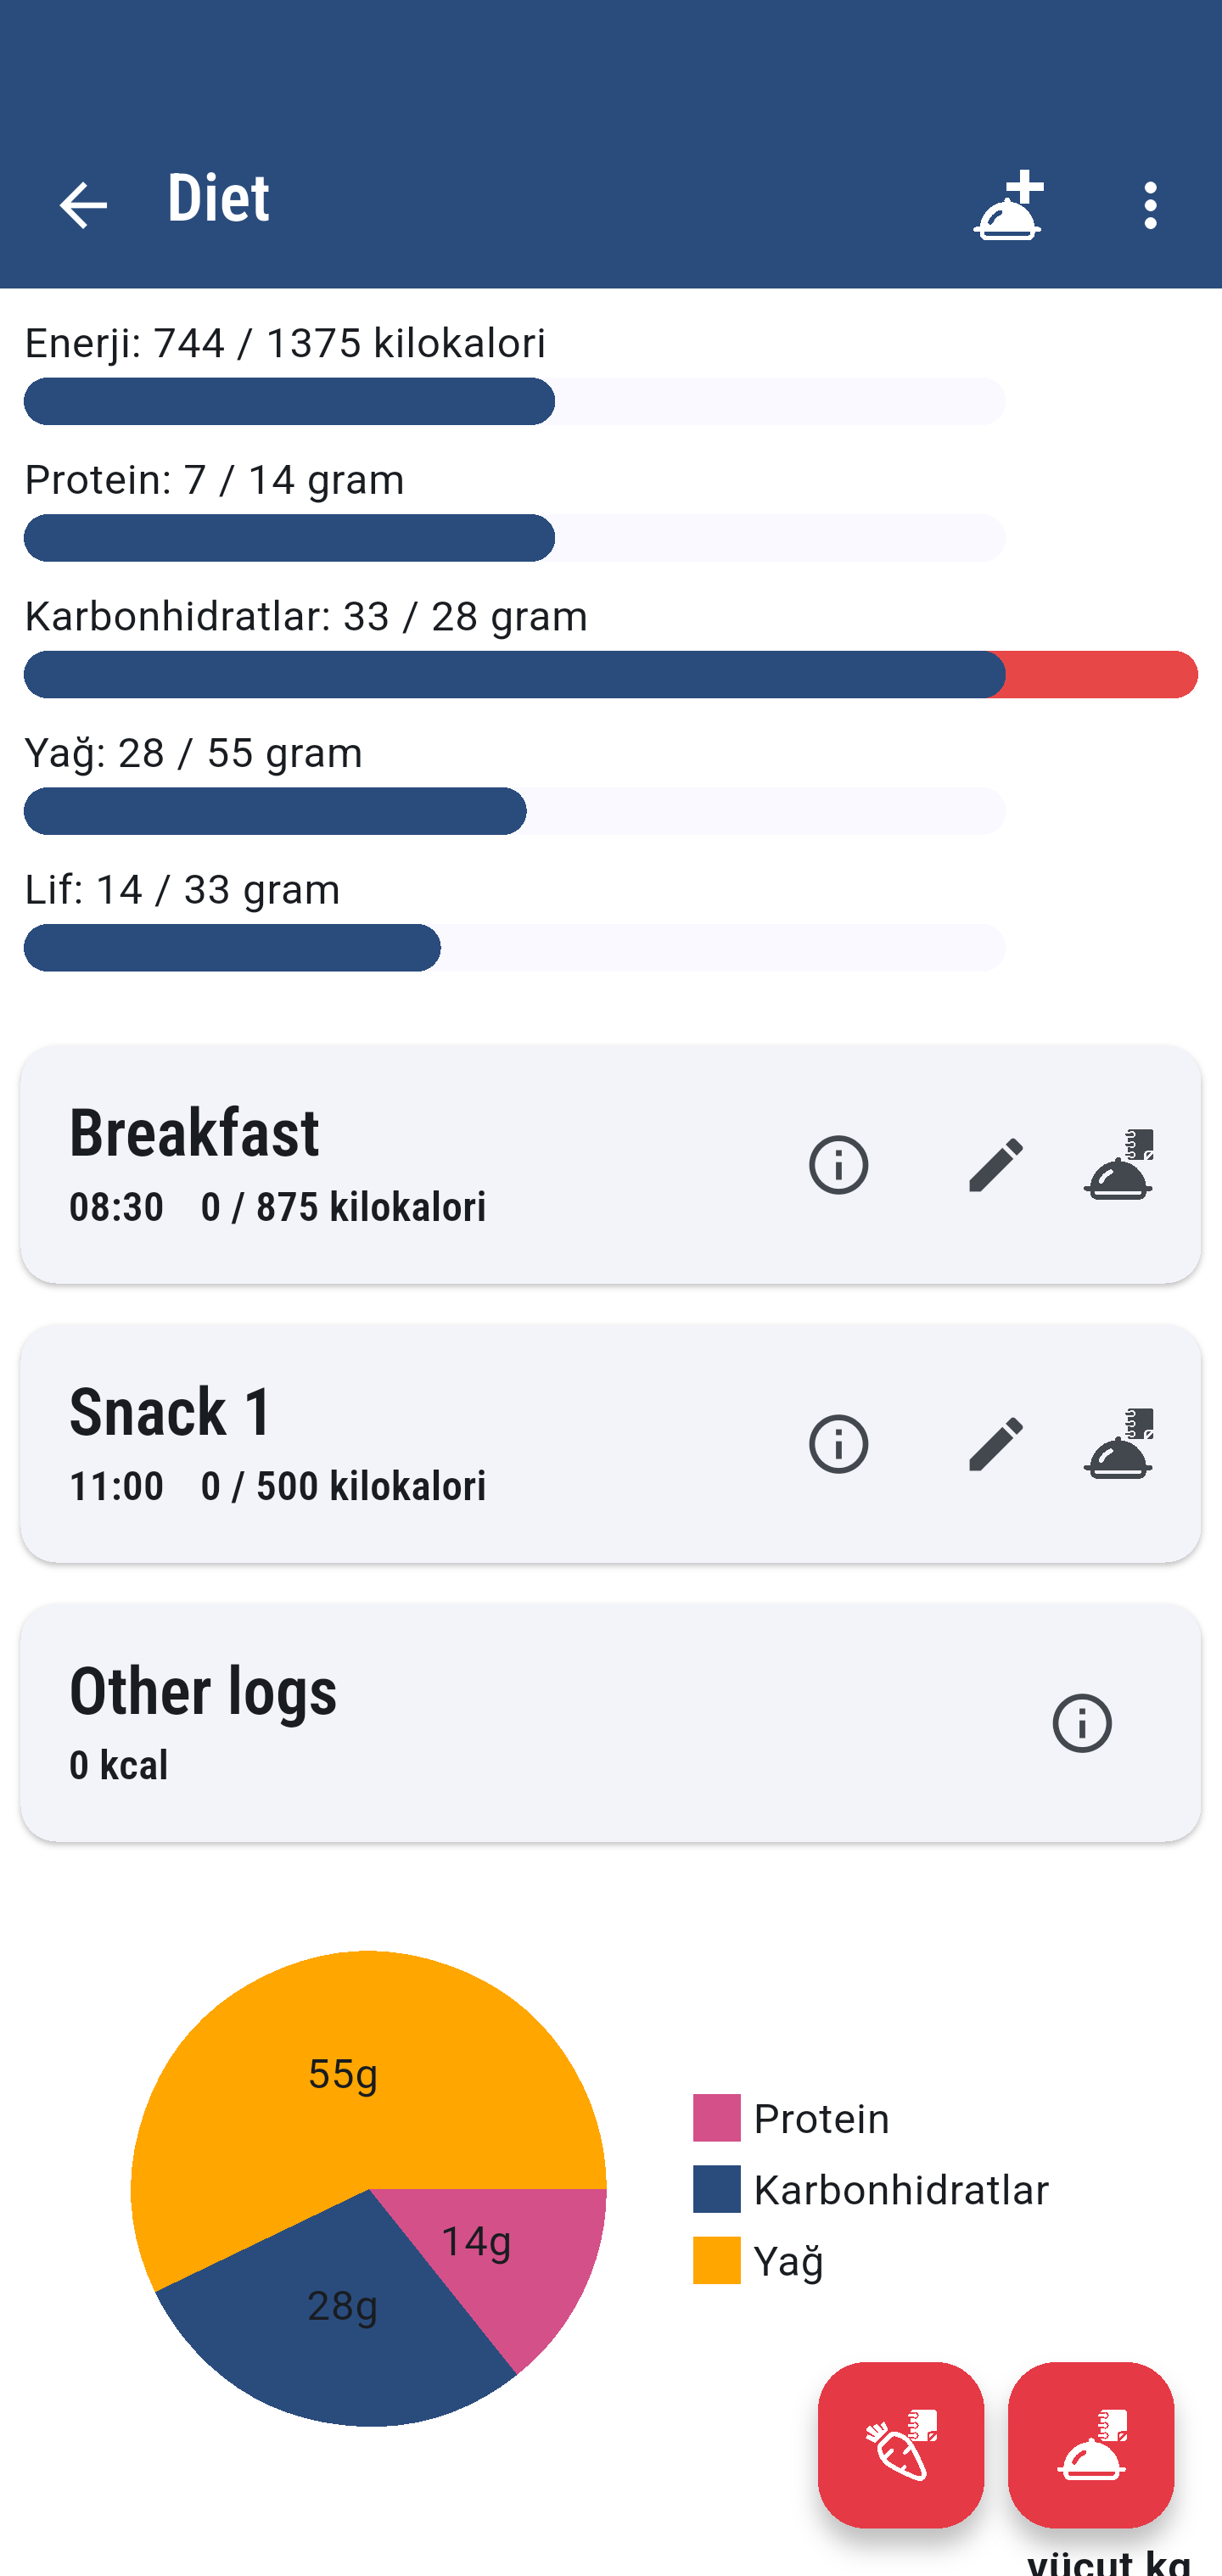 Diet
Enerji: 744 / 1375 kilokalori
Protein: 7 / 14 gram
Karbonhidratlar: 33 / 28 gram
Yağ: 28 / 55 gram
Lif: 14 / 33 gram
Breakfast
08:30 0 / 875 kilokalori
Snack 1
11:00 0 / 500 kilokalori
Other logs
0 kcal
55g
14g
28g
Protein
Karbonhidratlar
Yağ
vücut kg